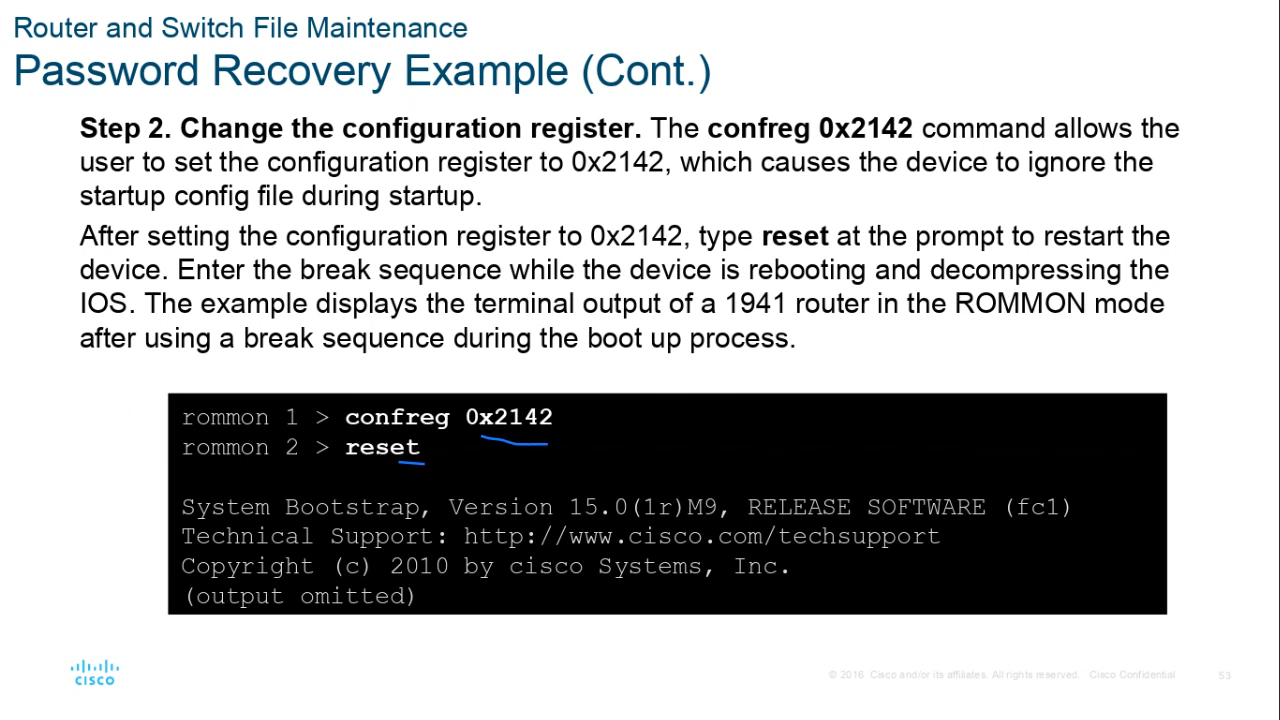 Router and Switch File Maintenance
Password Recovery Example (Cont.)
Step 2. Change the configuration register. The confreg 0x2142 command allows the
user to set the configuration register to 0x2142, which causes the device to ignore the
startup config file during startup.
After setting the configuration register to 0x2142, type reset at the prompt to restart the
device. Enter the break sequence while the device is rebooting and decompressing the
IOS. The example displays the terminal output of a 1941 router in the ROMMON mode
after using a break sequence during the boot up process.
rommon 1 > confreg 0x2142
rommon 2 > reset
System Bootstrap, Version 15.0(1r)M9, RELEASE SOFTWARE (fc1)
Technical Support: http://www.cisco.com/techsupport
Copyright (c) 2010 by cisco Systems, Inc.
(output omitted)
CISCO
© 2016 Cisco and/or its affiliates. All rights reserved. Cisco Confidential
53